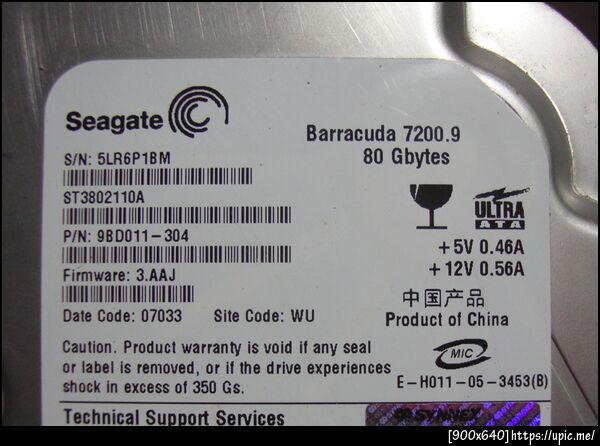 Seagate
Barracuda 7200.9
80 Gbytes
S/N: 5LR6P1BM
ST3802110A
P/N: 9BD011-304
Firmware: 3.AAJ
Date Code: 07033 Site Code: WU
ULTRA
ATA
+5V 0.46A
+12V 0.56A
中国产品
Product of China
Caution. Product warranty is void if any seal
or label is removed, or if the drive experiences
shock in excess of 350 Gs.
MIC
E-H011-05-3453(B)
Technical Support Services
SYNNEX
[900x640]https://upic.me/